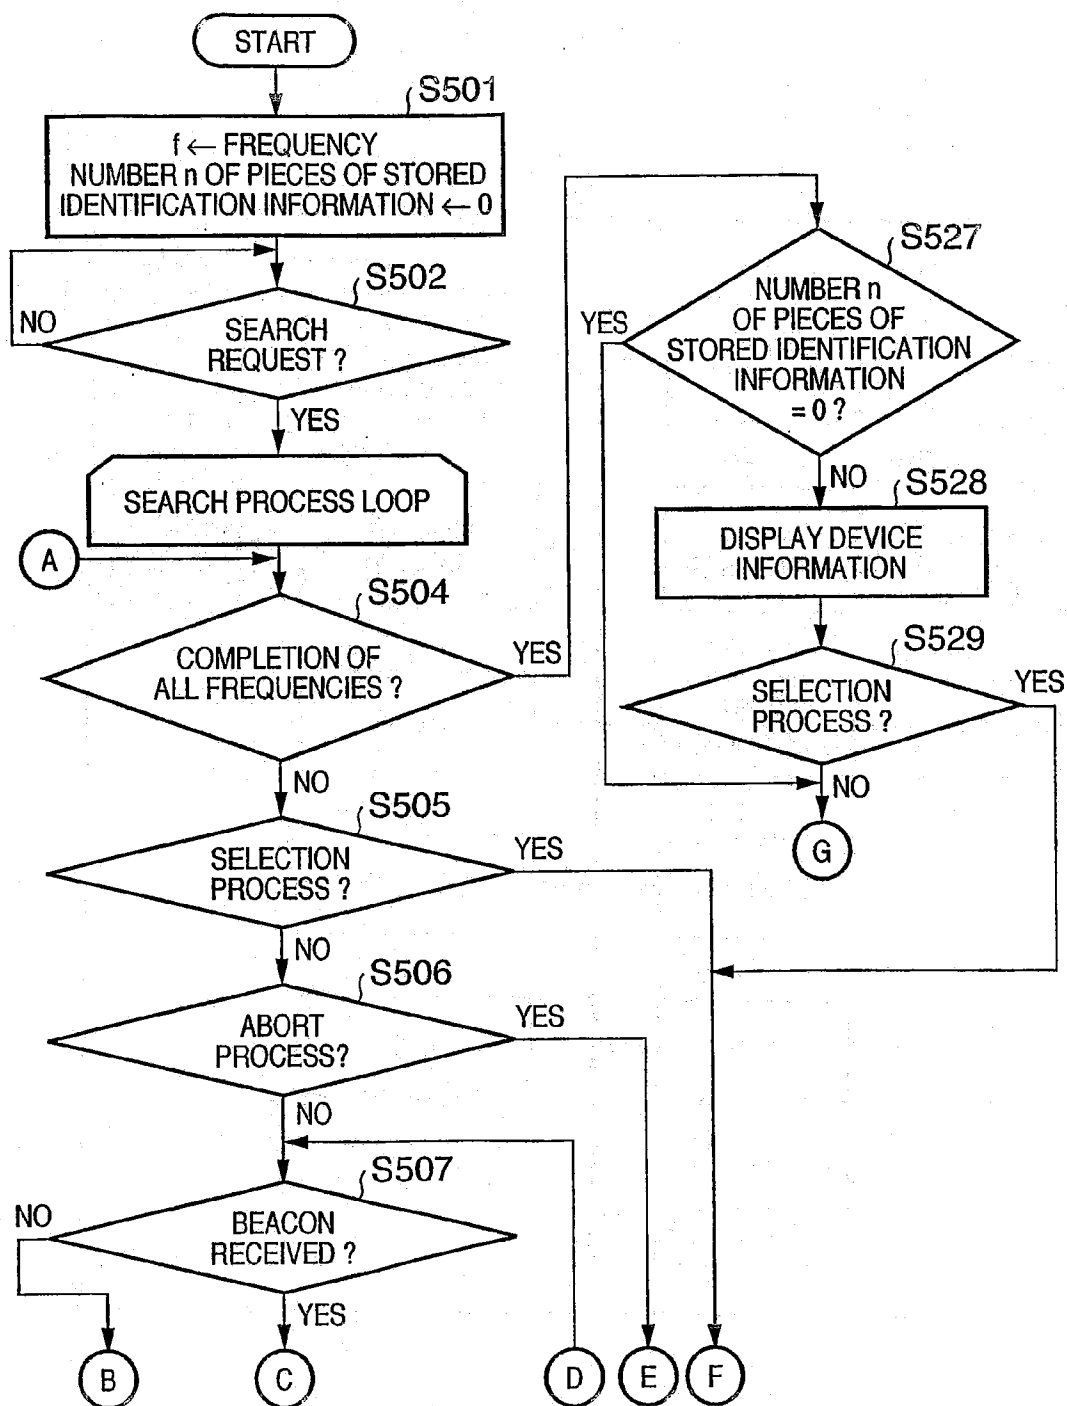 START
S501
f ← FREQUENCY
NUMBER n OF PIECES OF STORED
IDENTIFICATION INFORMATION ← 0
S502
NO
SEARCH
REQUEST ?
YES
SEARCH PROCESS LOOP
A
S504
COMPLETION OF
ALL FREQUENCIES ?
YES
NO
S505
SELECTION
PROCESS ?
YES
NO
S506
ABORT
PROCESS?
YES
NO
S507
NO
BEACON
RECEIVED ?
YES
B
C
D
E
F
S527
YES
NUMBER n
OF PIECES OF
STORED IDENTIFICATION
INFORMATION
= 0 ?
NO
S528
DISPLAY DEVICE
INFORMATION
S529
SELECTION
PROCESS ?
YES
NO
G